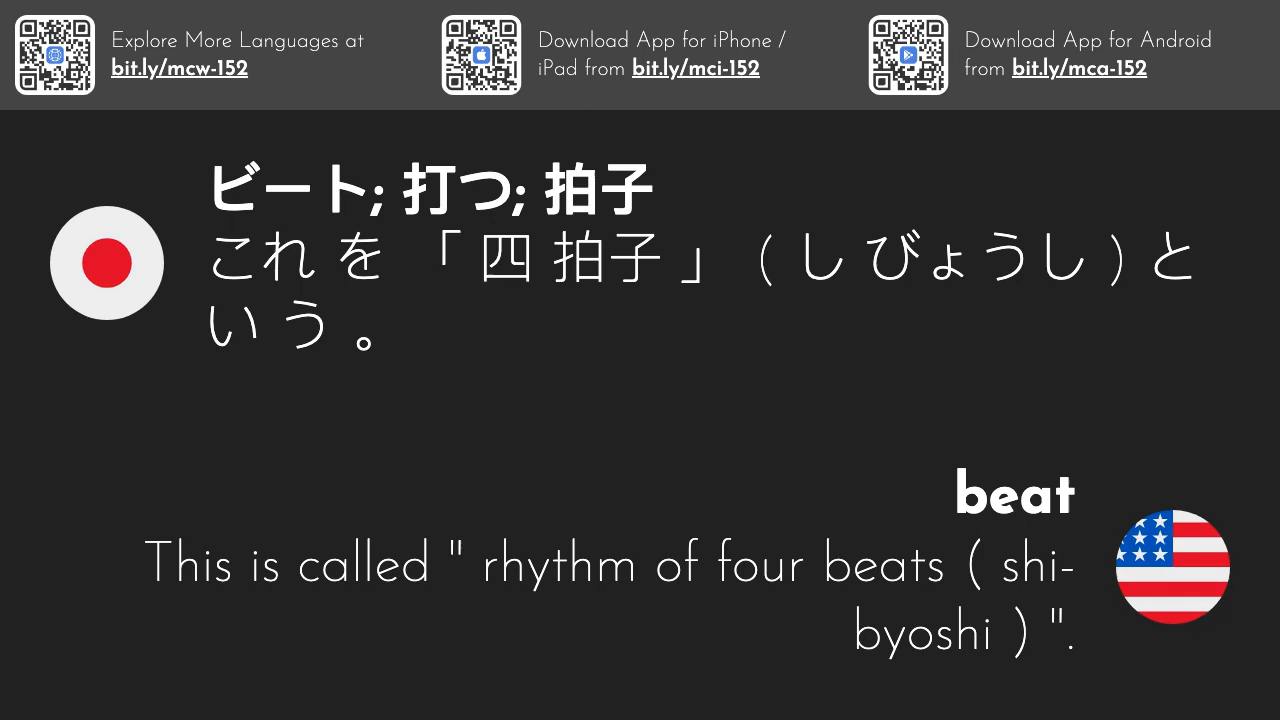 Explore More Languages at
bit.ly/mcw-152
Download App for iPhone /
iPad from bit.ly/mci-152
Download App for Android
from bit.ly/mca-152
ビート; 打つ; 拍子
これ を 「 四 拍子 」 ( し びょうし ) と
い う 。
beat
This is called " rhythm of four beats ( shi-
byoshi ) ".